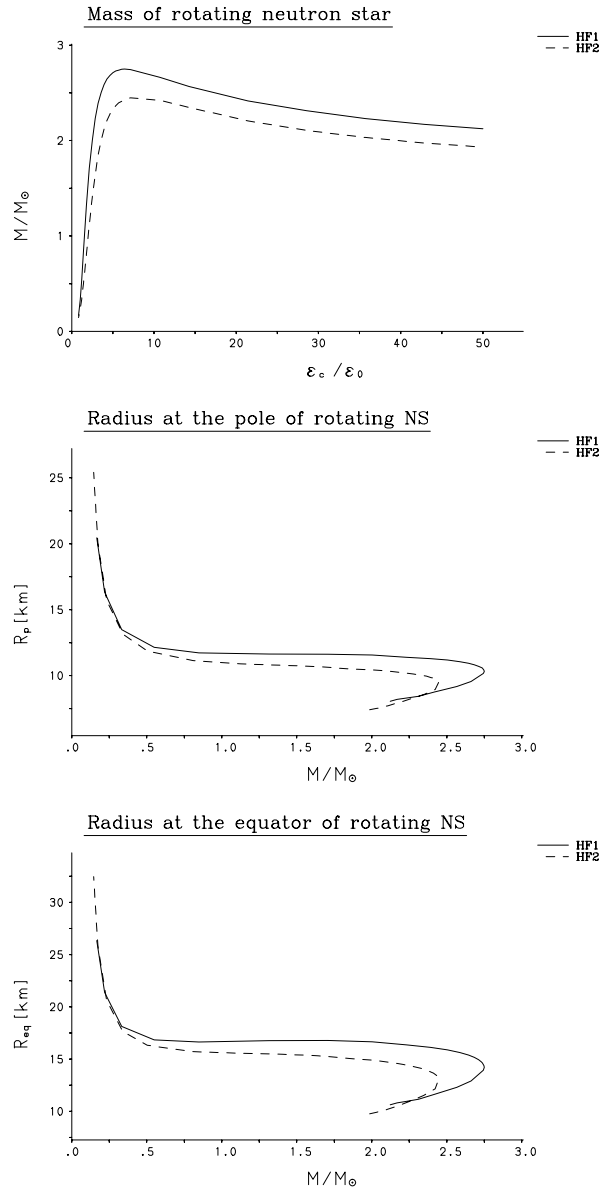 Mass of rotating neutron star
HF1
HF2
3
2
1
0
M/M⊙
0 10 20 30 40 50
ε_c /ε_0
Radius at the pole of rotating NS
HF1
HF2
25
20
15
10
R_p [km]
.0 .5 1.0 1.5 2.0 2.5 3.0
M/M⊙
Radius at the equator of rotating NS
HF1
HF2
30
25
20
15
10
R_eq [km]
.0 .5 1.0 1.5 2.0 2.5 3.0
M/M⊙